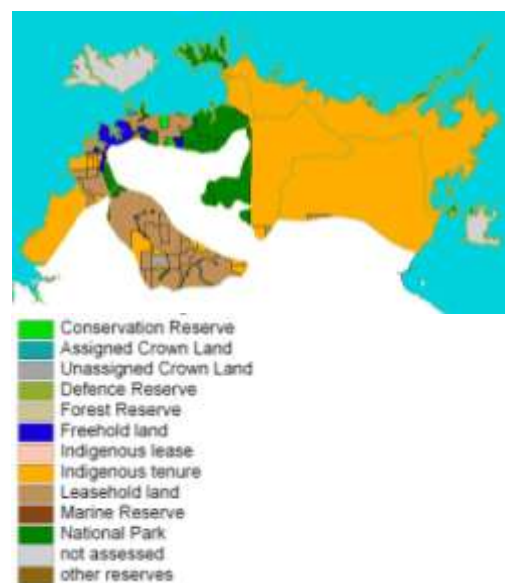 Conservation Reserve
Assigned Crown Land
Unassigned Crown Land
Defence Reserve
Forest Reserve
Freehold land
Indigenous lease
Indigenous tenure
Leasehold land
Marine Reserve
National Park
not assessed
other reserves